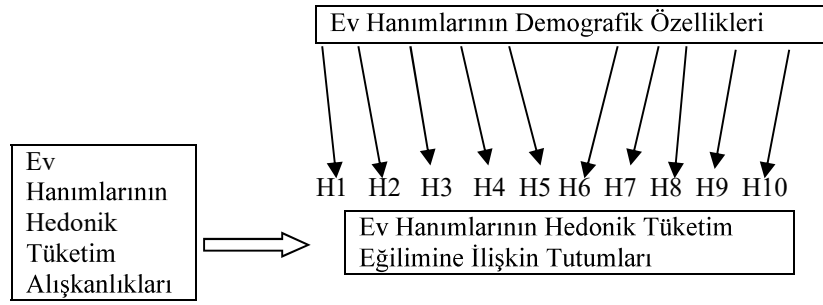 Ev Hanımlarının Demografik Özellikleri
H1 H2 H3 H4 H5 H6 H7 H8 H9 H10
Ev
Hanımlarının
Hedonik
Tüketim
Alışkanlıkları
Ev Hanımlarının Hedonik Tüketim
Eğilimine İlişkin Tutumları